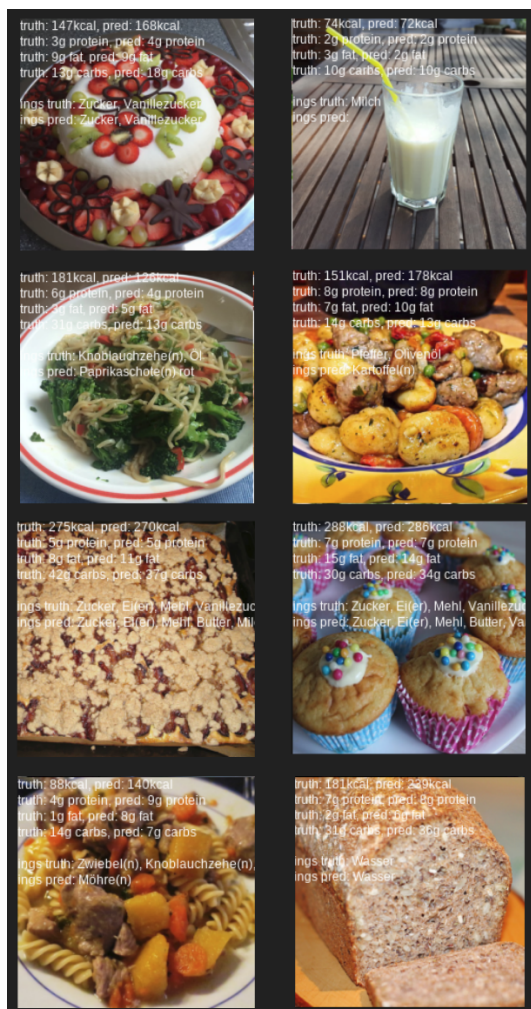 truth: 147kcal, pred: 168kcal
truth: 3g protein, pred: 4g protein
truth: 9g fat, pred: 9g fat
truth: 13g carbs, pred: 18g carbs
ings truth: Zucker, Vanillezucker
ings pred: Zucker, Vanillezucker
truth: 74kcal, pred: 72kcal
truth: 2g protein, pred: 2g protein
truth: 3g fat, pred: 2g fat
truth: 10g carbs, pred: 10g carbs
ings truth: Milch
ings pred:
truth: 181kcal, pred: 126kcal
truth: 6g protein, pred: 4g protein
truth: 3g fat, pred: 5g fat
truth: 31g carbs, pred: 13g carbs
ings truth: Knoblauchzehe(n), Öl
ings pred: Paprikaschote(n) rot
truth: 151kcal, pred: 178kcal
truth: 8g protein, pred: 8g protein
truth: 7g fat, pred: 10g fat
truth: 14g carbs, pred: 13g carbs
ings truth: Pfeffer, Olivenöl
ings pred: Kartoffel(n)
truth: 275kcal, pred: 270kcal
truth: 5g protein, pred: 5g protein
truth: 8g fat, pred: 11g fat
truth: 42g carbs, pred: 37g carbs
ings truth: Zucker, Ei(er), Mehl, Vanillezuc
ings pred: Zucker, Ei(er), Mehl, Butter, Mil
truth: 288kcal, pred: 286kcal
truth: 7g protein, pred: 7g protein
truth: 15g fat, pred: 14g fat
truth: 30g carbs, pred: 34g carbs
ings truth: Zucker, Ei(er), Mehl, Vanillezuc
ings pred: Zucker, Ei(er), Mehl, Butter, Va
truth: 88kcal, pred: 140kcal
truth: 4g protein, pred: 9g protein
truth: 1g fat, pred: 8g fat
truth: 14g carbs, pred: 7g carbs
ings truth: Zwiebel(n), Knoblauchzehe(n),
ings pred: Möhre(n)
truth: 181kcal, pred: 239kcal
truth: 7g protein, pred: 8g protein
truth: 2g fat, pred: 6g fat
truth: 31g carbs, pred: 36g carbs
ings truth: Wasser
ings pred: Wasser